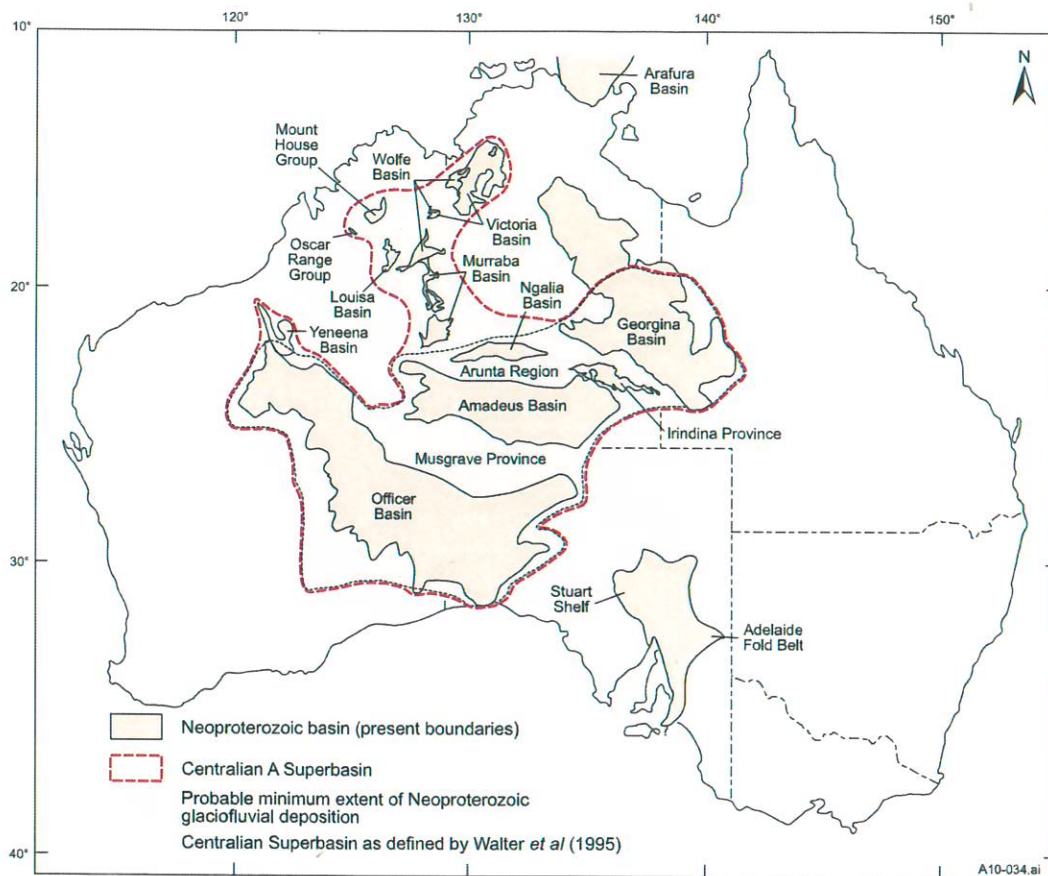 120°
130°
140°
150°
10°
N
Arafura
Basin
Mount
House
Group
Wolfe
Basin
Victoria
Basin
Oscar
Range
Group
Murraba
Basin
20°
Louisa
Basin
Ngalia
Basin
Georgina
Basin
Yeneena
Basin
Arunta Region
Amadeus Basin
Irindina Province
Musgrave Province
Officer
Basin
30°
Stuart
Shelf
Adelaide
Fold Belt
Neoproterozoic basin (present boundaries)
Centralian A Superbasin
Probable minimum extent of Neoproterozoic
glaciofluvial deposition
Centralian Superbasin as defined by Walter et al (1995)
40°
A10-034.ai